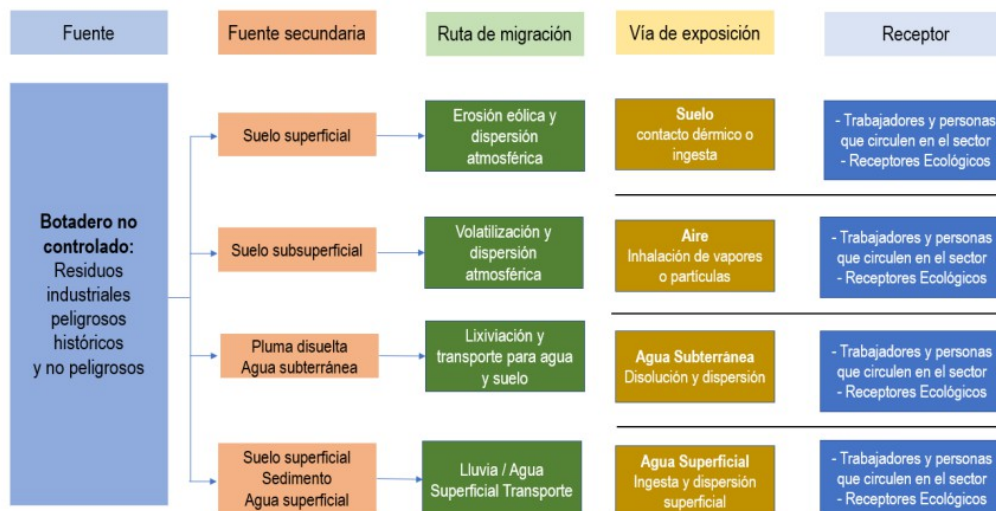 Fuente
Fuente secundaria
Ruta de migración
Vía de exposición
Receptor
Botadero no
controlado:
Residuos
industriales
peligrosos
históricos
y no peligrosos
Suelo superficial
Erosión eólica y
dispersión
atmosférica
Suelo
contacto dérmico o
ingesta
- Trabajadores y personas
que circulen en el sector
- Receptores Ecológicos
Suelo subsuperficial
Volatilización y
dispersión
atmosférica
Aire
Inhalación de vapores
o partículas
- Trabajadores y personas
que circulen en el sector
- Receptores Ecológicos
Pluma disuelta
Agua subterránea
Lixiviación y
transporte para agua
y suelo
Agua Subterránea
Disolución y dispersión
- Trabajadores y personas
que circulen en el sector
- Receptores Ecológicos
Suelo superficial
Sedimento
Agua superficial
Lluvia / Agua
Superficial Transporte
Agua Superficial
Ingesta y dispersión
superficial
- Trabajadores y personas
que circulen en el sector
- Receptores Ecológicos